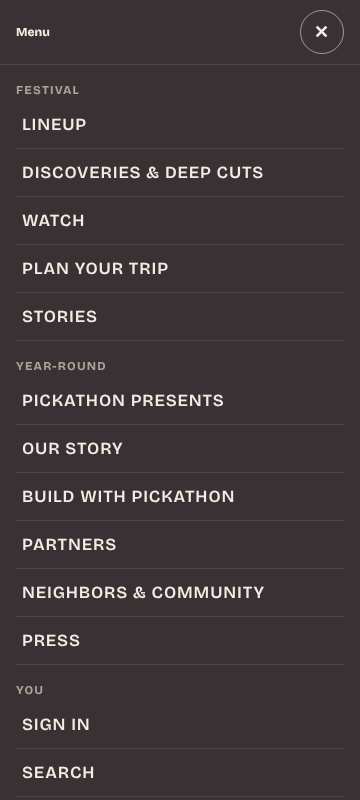 Menu
FESTIVAL
LINEUP
DISCOVERIES & DEEP CUTS
WATCH
PLAN YOUR TRIP
STORIES
YEAR-ROUND
PICKATHON PRESENTS
OUR STORY
BUILD WITH PICKATHON
PARTNERS
NEIGHBORS & COMMUNITY
PRESS
YOU
SIGN IN
SEARCH